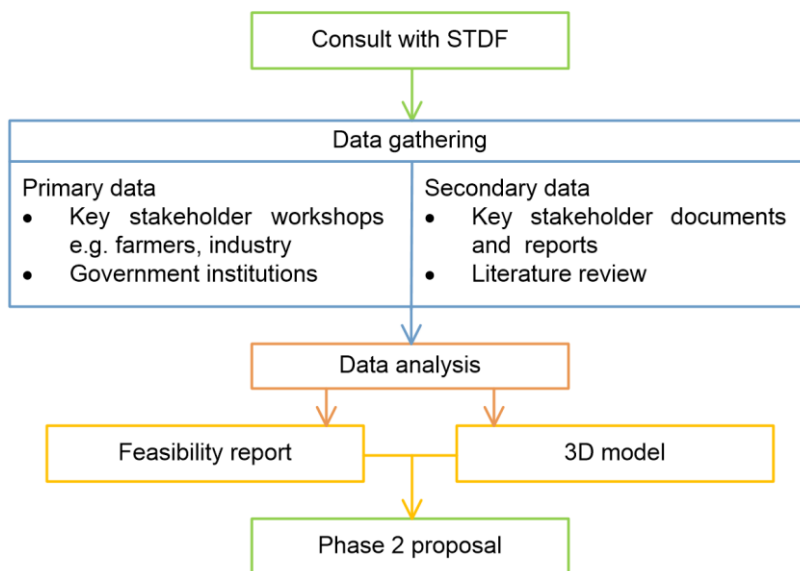 Consult with STDF
Data gathering
Primary data
• Key stakeholder workshops
e.g. farmers, industry
• Government institutions
Secondary data
• Key stakeholder documents
and reports
• Literature review
Data analysis
Feasibility report
3D model
Phase 2 proposal